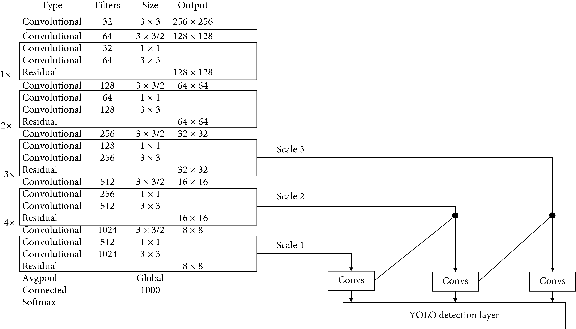 Type Filters Size Output
Convolutional 32 3 × 3 256 × 256
Convolutional 64 3 × 3/2 128 × 128
Convolutional 32 1 × 1
Convolutional 64 3 × 3
1× Residual 128 × 128
Convolutional 128 3 × 3/2 64 × 64
Convolutional 64 1 × 1
Convolutional 128 3 × 3
2× Residual 64 × 64
Convolutional 256 3 × 3/2 32 × 32
Convolutional 128 1 × 1
Convolutional 256 3 × 3
3× Residual 32 × 32
Convolutional 512 3 × 3/2 16 × 16
Convolutional 256 1 × 1
Convolutional 512 3 × 3
4× Residual 16 × 16
Convolutional 1024 3 × 3/2 8 × 8
Convolutional 512 1 × 1
Convolutional 1024 3 × 3
Residual 8 × 8
Avgpool Global
Connected 1000
Softmax
Scale 3
Scale 2
Scale 1
Convs Convs Convs
YOLO detection layer